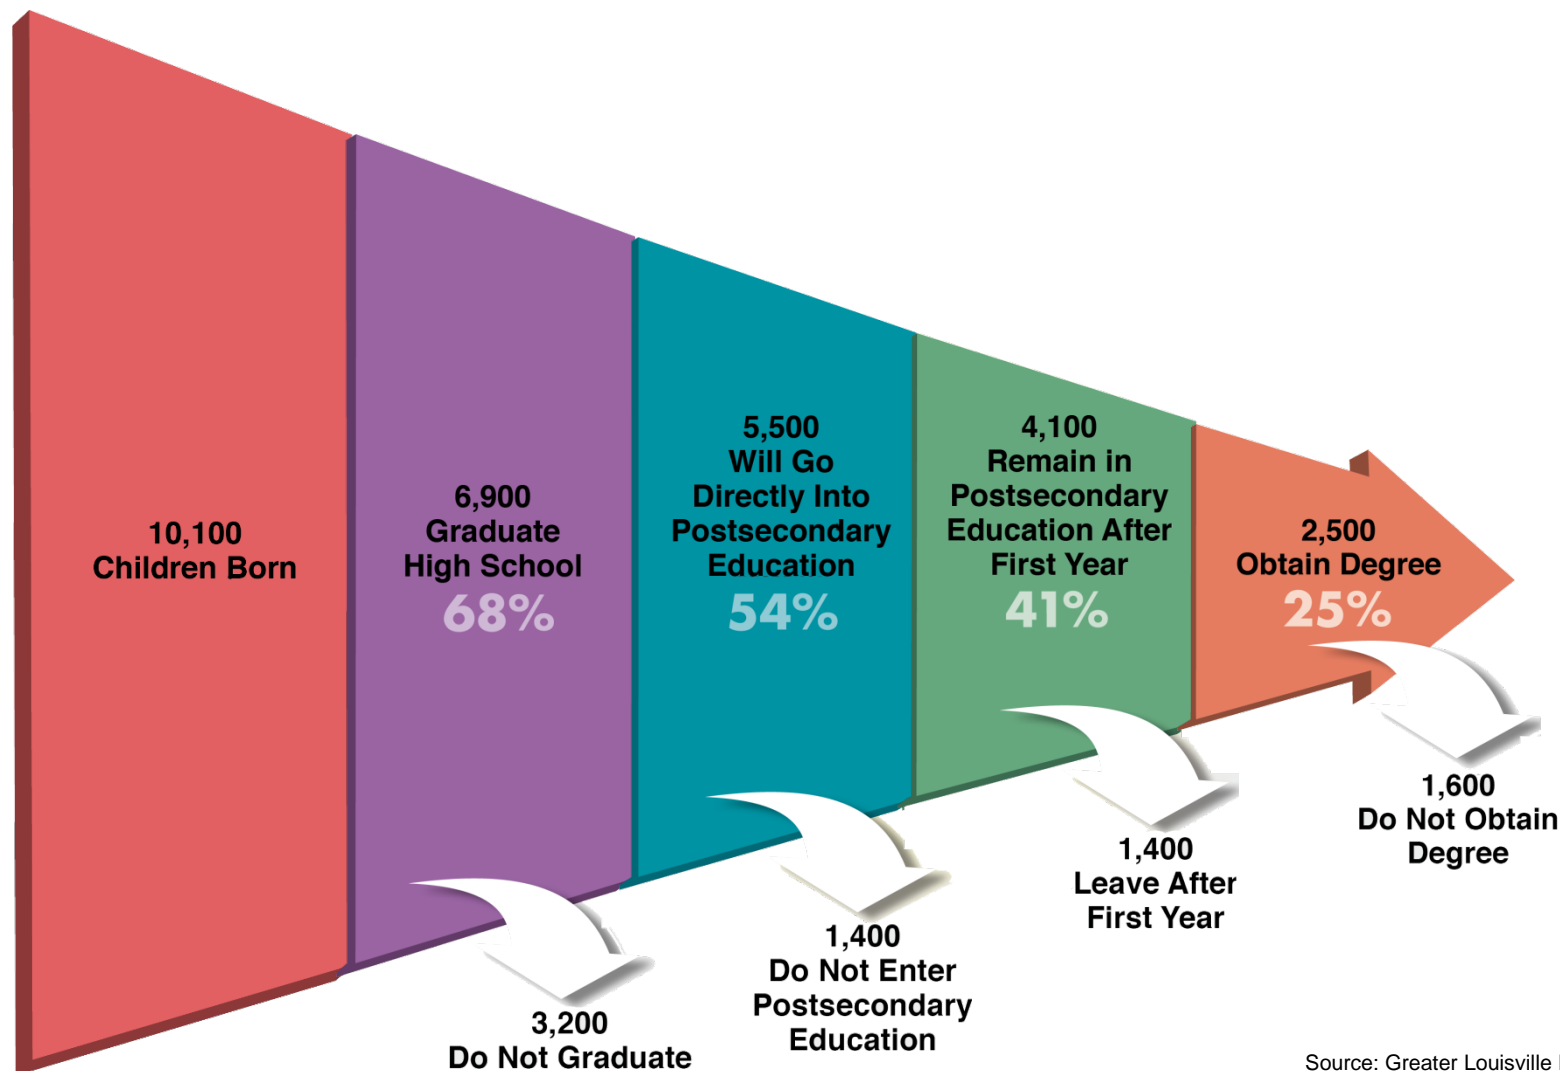 10,100
Children Born
6,900
Graduate
High School
68%
5,500
Will Go
Directly Into
Postsecondary
Education
54%
4,100
Remain in
Postsecondary
Education After
First Year
41%
2,500
Obtain Degree
25%
3,200
Do Not Graduate
1,400
Do Not Enter
Postsecondary
Education
1,400
Leave After
First Year
1,600
Do Not Obtain
Degree
Source: Greater Louisville